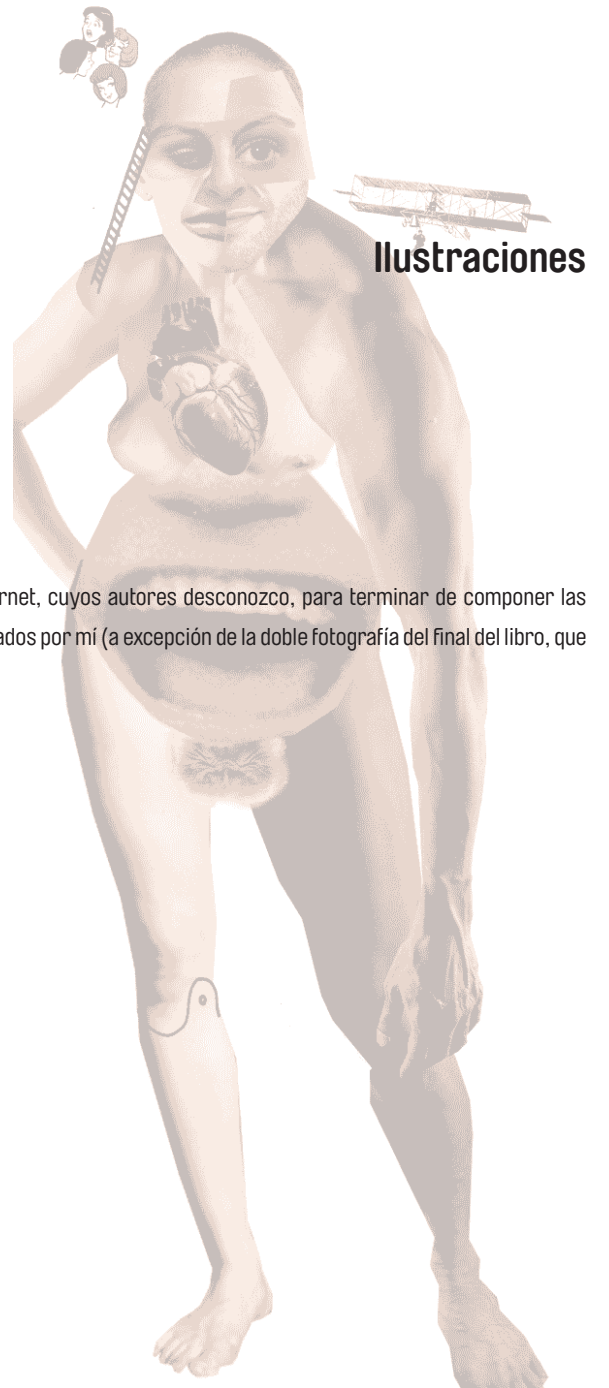 Ilustraciones
rnet, cuyos autores desconozco, para terminar de componer las
ados por mí (a excepción de la doble fotografía del final del libro, que